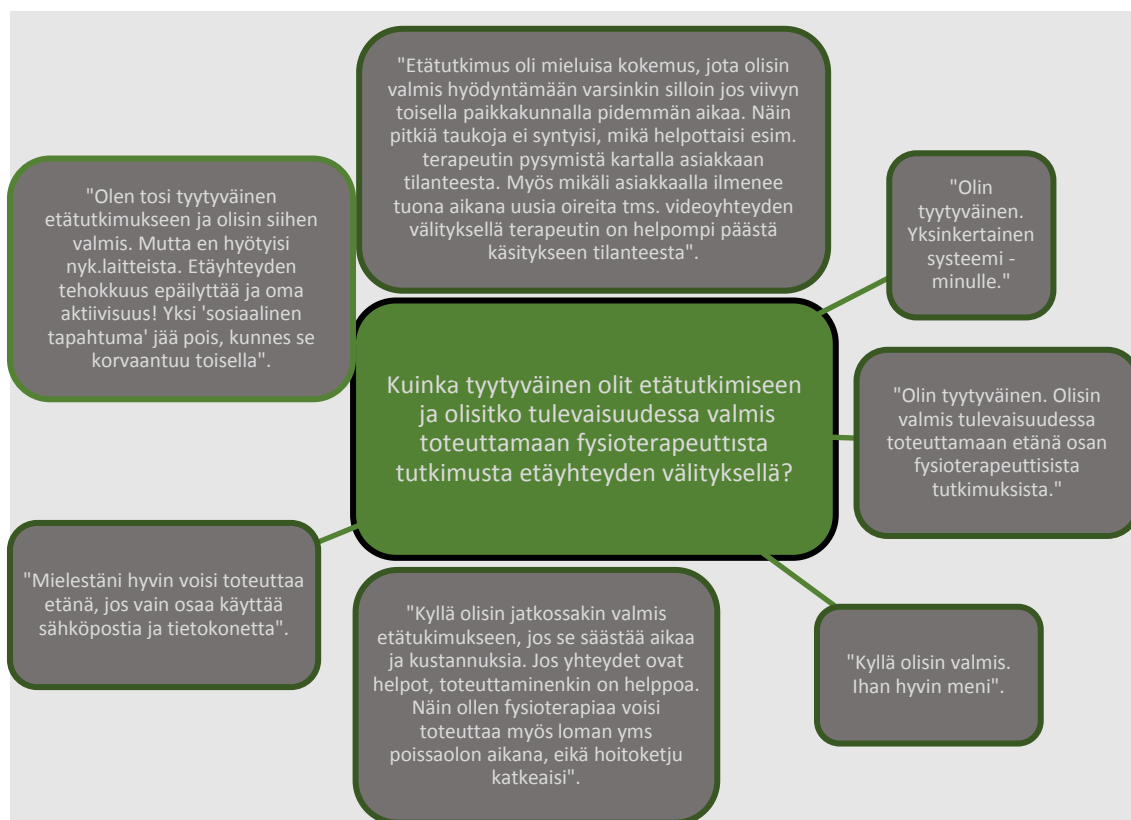 "Etätutkimus oli mieluisa kokemus, jota olisin
valmis hyödyntämään varsinkin silloin jos viivyn
toisella paikkakunnalla pidemmän aikaa. Näin
pitkiä taukoja ei syntyisi, mikä helpottaisi esim.
terapeutin pysymistä kartalla asiakkaan
tilanteesta. Myös mikäli asiakkaalla ilmenee
tuona aikana uusia oireita tms. videoyhteyden
välityksellä terapeutin on helpompi päästä
käsitykseen tilanteesta".
"Olen tosi tyytyväinen
etätutkimukseen ja olisin siihen
valmis. Mutta en hyötyisi
nyk.laitteista. Etäyhteyden
tehokkuus epäilyttää ja oma
aktiivisuus! Yksi 'sosiaalinen
tapahtuma' jää pois, kunnes se
korvaantuu toisella".
"Olin
tyytyväinen.
Yksinkertainen
systeemi -
minulle."
Kuinka tyytyväinen olit etätutkimiseen
ja olisitko tulevaisuudessa valmis
toteuttamaan fysioterapeuttista
tutkimusta etäyhteyden välityksellä?
"Olin tyytyväinen. Olisin
valmis tulevaisuudessa
toteuttamaan etänä osan
fysioterapeuttisista
tutkimuksista."
"Mielestäni hyvin voisi toteuttaa
etänä, jos vain osaa käyttää
sähköpostia ja tietokonetta".
"Kyllä olisin jatkossakin valmis
etätukimukseen, jos se säästää aikaa
ja kustannuksia. Jos yhteydet ovat
helpot, toteuttaminenkin on helppoa.
Näin ollen fysioterapiaa voisi
toteuttaa myös loman yms
poissaolon aikana, eikä hoitoketju
katkeaisi".
"Kyllä olisin valmis.
Ihan hyvin meni".